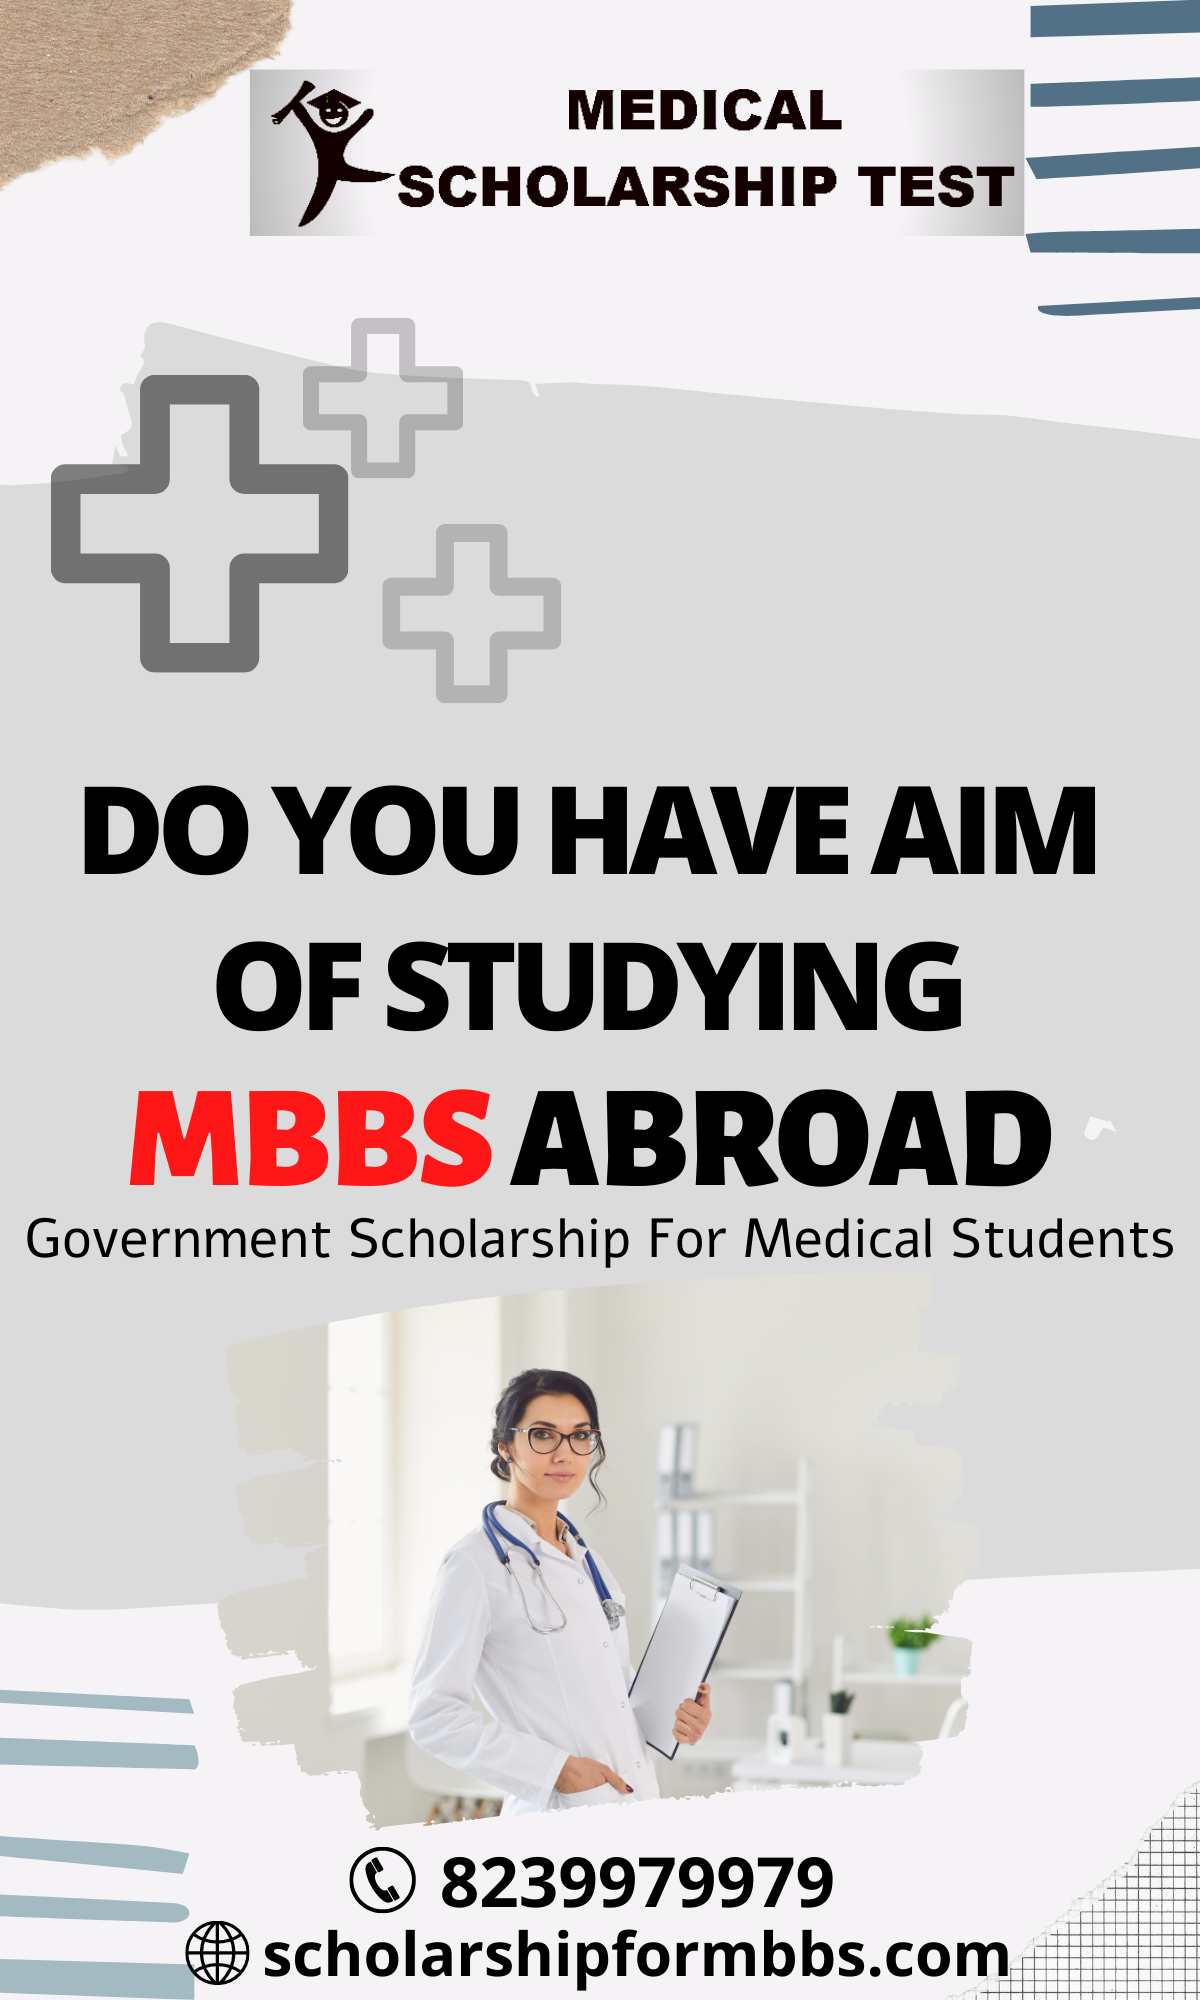 MEDICAL
SCHOLARSHIP TEST
DO YOU HAVE AIM
OF STUDYING
MBBS ABROAD
Government Scholarship For Medical Students
8239979979
scholarshipformbbs.com